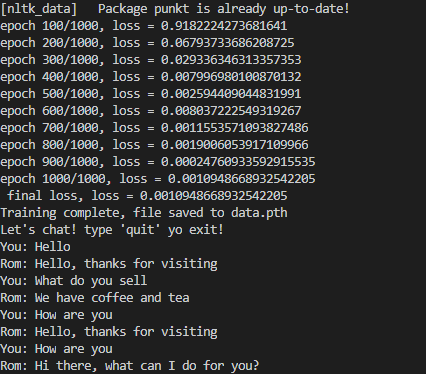 [nltk_data]   Package punkt is already up-to-date!
epoch 100/1000, loss = 0.9182224273681641
epoch 200/1000, loss = 0.06793733686208725
epoch 300/1000, loss = 0.029336346313357353
epoch 400/1000, loss = 0.007996980100870132
epoch 500/1000, loss = 0.002594409044831991
epoch 600/1000, loss = 0.008037222549319267
epoch 700/1000, loss = 0.0011553571093827486
epoch 800/1000, loss = 0.0019006053917109966
epoch 900/1000, loss = 0.00024760933592915535
epoch 1000/1000, loss = 0.0010948668932542205
 final loss, loss = 0.0010948668932542205
Training complete, file saved to data.pth
Let's chat! type 'quit' yo exit!
You: Hello
Rom: Hello, thanks for visiting
You: What do you sell
Rom: We have coffee and tea
You: How are you
Rom: Hello, thanks for visiting
You: How are you
Rom: Hi there, what can I do for you?